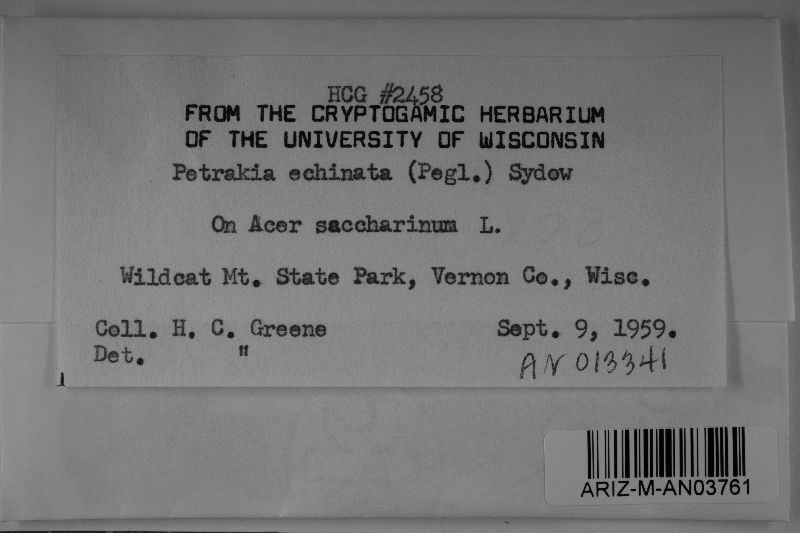 HCG #2458
FROM THE CRYPTOGAMIC HERBARIUM
OF THE UNIVERSITY OF WISCONSIN
Petrakia echinata (Pegl.) Sydow
On Acer saccharinum L.
Wildcat Mt. State Park, Vernon Co., Wisc.
Coll. H. C. Greene Sept. 9, 1959.
Det. "
AN 013341
ARIZ-M-AN03761